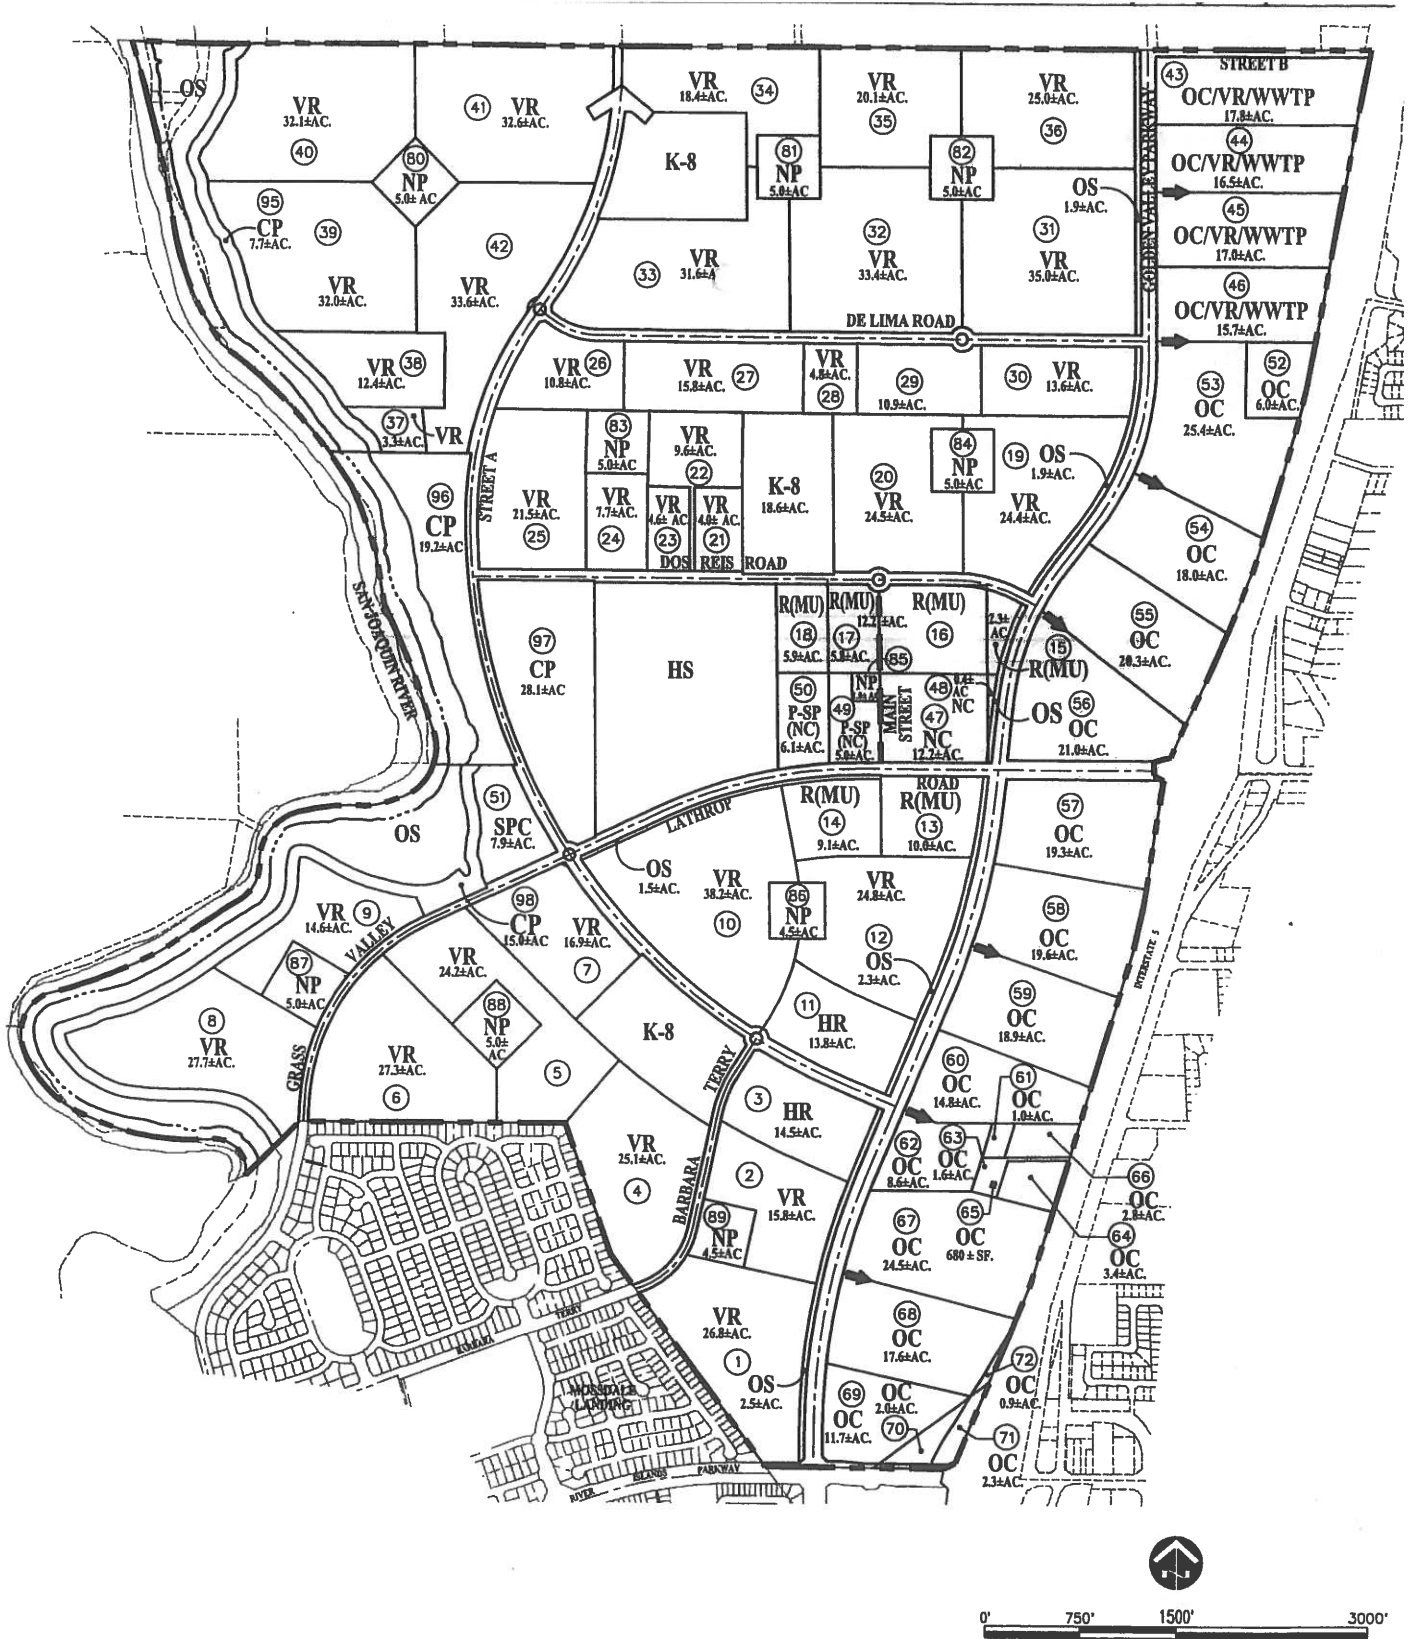 OS
VR
32.1±AC.
40
41
VR
32.6±AC.
VR
18.4±AC.
34
VR
20.1±AC.
35
VR
25.0±AC.
36
43
STREET B
OC/VR/WWTP
17.8±AC.
44
OC/VR/WWTP
16.5±AC.
45
OC/VR/WWTP
17.0±AC.
46
OC/VR/WWTP
15.7±AC.
GOLDEN VALLEY PARKWAY
80
NP
5.0± AC
K-8
81
NP
5.0±AC
82
NP
5.0±AC
OS
1.9±AC.
95
CP
7.7±AC.
39
VR
32.0±AC.
42
VR
33.6±AC.
33
VR
31.6±A
32
VR
33.4±AC.
31
VR
35.0±AC.
DE LIMA ROAD
VR
12.4±AC.
38
VR
10.8±AC.
26
VR
15.8±AC.
27
VR
4.8±AC.
28
29
10.9±AC.
30
VR
13.6±AC.
53
OC
25.4±AC.
52
OC
6.0±AC.
37
3.3±AC.
VR
STREET A
83
NP
5.0±AC
VR
9.6±AC.
22
84
NP
5.0±AC
19
OS
1.9±AC.
VR
24.4±AC.
96
CP
19.2±AC
VR
21.5±AC.
25
VR
7.7±AC.
24
VR
4.6± AC.
23
VR
4.0± AC.
21
K-8
18.6±AC.
20
VR
24.5±AC.
DOS REIS ROAD
54
OC
18.0±AC.
55
OC
20.3±AC.
SAN JOAQUIN RIVER
97
CP
28.1±AC
HS
R(MU)
18
5.9±AC.
R(MU)
17
5.8±AC.
R(MU)
12.2±AC.
16
2.3±
AC.
15
R(MU)
85
NP
MAIN
STREET
50
P-SP
(NC)
6.1±AC.
49
P-SP
(NC)
5.0±AC.
48
0.4±
AC
NC
47
NC
12.2±AC.
OS
56
OC
21.0±AC.
LATHROP
ROAD
51
SPC
7.9±AC.
OS
OS
1.5±AC.
R(MU)
14
9.1±AC.
R(MU)
13
10.0±AC.
57
OC
19.3±AC.
VR
14.6±AC.
9
98
CP
15.0±AC
VR
38.2±AC.
10
86
NP
4.5±AC
VR
24.8±AC.
12
OS
2.3±AC.
58
OC
19.6±AC.
INTERSTATE 5
GRASS
VALLEY
87
NP
5.0±AC
VR
24.2±AC.
VR
16.9±AC.
7
8
VR
27.7±AC.
88
NP
5.0±
AC
VR
27.3±AC.
6
5
K-8
11
HR
13.8±AC.
59
OC
18.9±AC.
60
OC
14.8±AC.
61
OC
1.0±AC.
3
HR
14.5±AC.
BARBARA
TERRY
VR
25.1±AC.
4
2
VR
15.8±AC.
89
NP
4.5±AC
62
OC
8.6±AC.
63
OC
1.6±AC.
66
OC
2.8±AC.
65
OC
680 ± SF.
64
OC
3.4±AC.
67
OC
24.5±AC.
VR
26.8±AC.
1
OS
2.5±AC.
68
OC
17.6±AC.
69
OC
11.7±AC.
OC
2.0±AC.
70
72
OC
0.9±AC.
71
OC
2.3±AC.
BARBARA TERRY
MOSSDALE
LANDING
RIVER ISLANDS PARKWAY
0' 750' 1500' 3000'